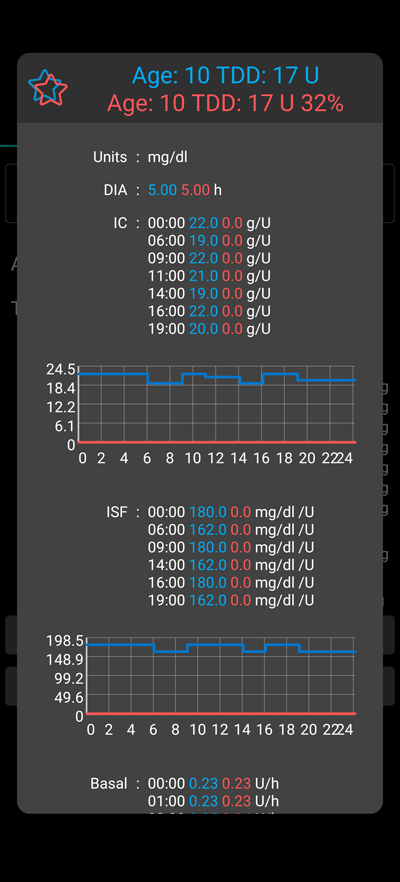 Age: 10 TDD: 17 U
Age: 10 TDD: 17 U 32%
Units : mg/dl
DIA : 5.00 5.00 h
IC : 00:00 22.0 0.0 g/U
06:00 19.0 0.0 g/U
09:00 22.0 0.0 g/U
11:00 21.0 0.0 g/U
14:00 19.0 0.0 g/U
16:00 22.0 0.0 g/U
19:00 20.0 0.0 g/U
24.5
18.4
12.2
6.1
0
0 2 4 6 8 10 12 14 16 18 20 22 24
ISF : 00:00 180.0 0.0 mg/dl /U
06:00 162.0 0.0 mg/dl /U
09:00 180.0 0.0 mg/dl /U
14:00 162.0 0.0 mg/dl /U
16:00 180.0 0.0 mg/dl /U
19:00 162.0 0.0 mg/dl /U
198.5
148.9
99.2
49.6
0
0 2 4 6 8 10 12 14 16 18 20 22 24
Basal : 00:00 0.23 0.23 U/h
01:00 0.23 0.23 U/h